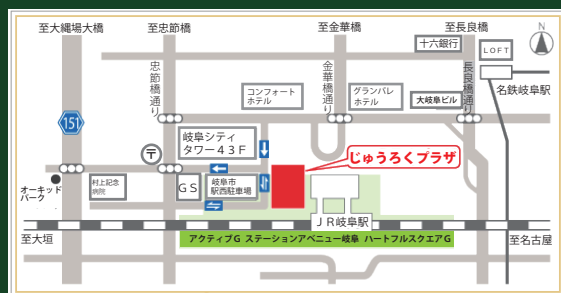 至大縄場大橋
至忠節橋
至金華橋
至長良橋
N
十六銀行
LOFT
忠節橋通り
金華橋通り
長良橋通り
名鉄岐阜駅
コンフォート
ホテル
グランパレ
ホテル
大岐阜ビル
151
岐阜シティ
タワー43F
〒
じゅうろくプラザ
オーキッド
パーク
村上記念
病院
GS
岐阜市
駅西駐車場
JR岐阜駅
至大垣
アクティブG ステーションアベニュー岐阜 ハートフルスクエアG
至名古屋